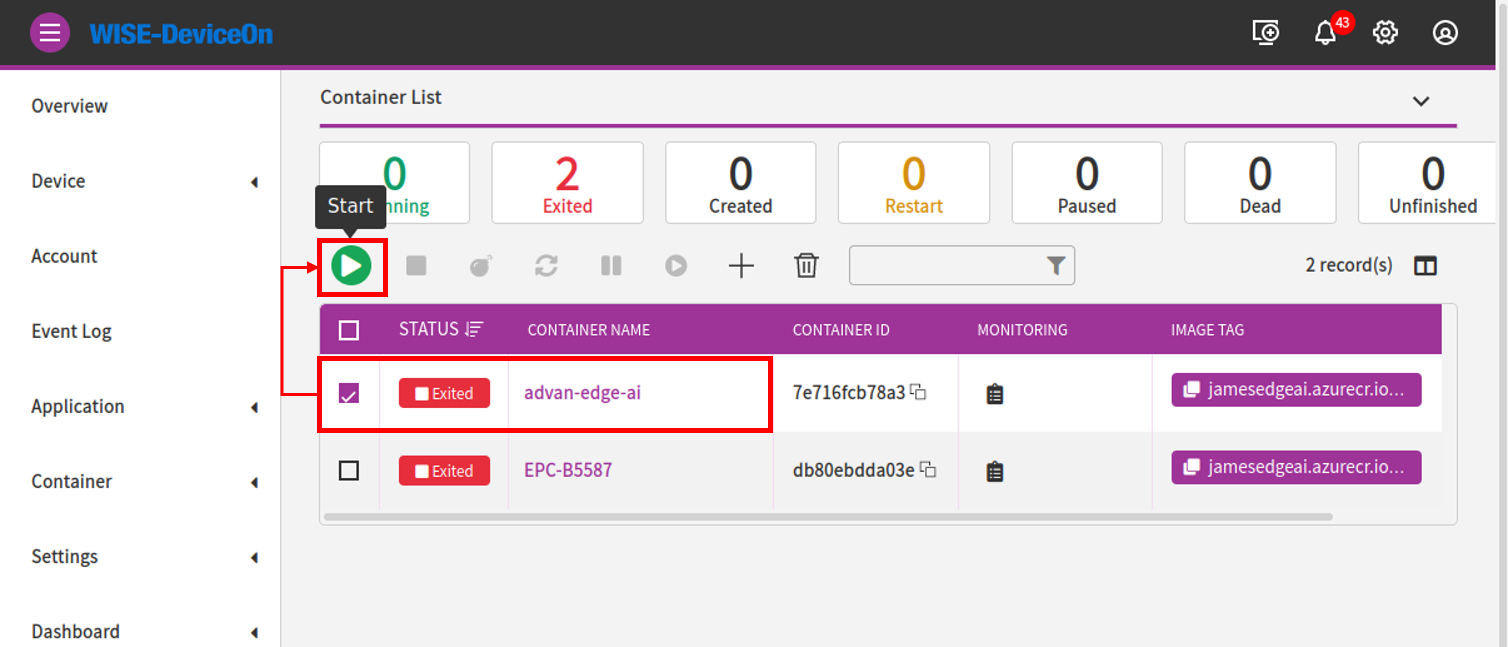 WISE-DeviceOn
43
Overview
Device
Account
Event Log
Application
Container
Settings
Dashboard
Container List
0
nning
2
Exited
0
Created
0
Restart
0
Paused
0
Dead
0
Unfinished
Start
2 record(s)
STATUS CONTAINER NAME CONTAINER ID MONITORING IMAGE TAG
Exited advan-edge-ai 7e716fcb78a3 jamesedgeai.azurecr.io...
Exited EPC-B5587 db80ebdda03e jamesedgeai.azurecr.io...